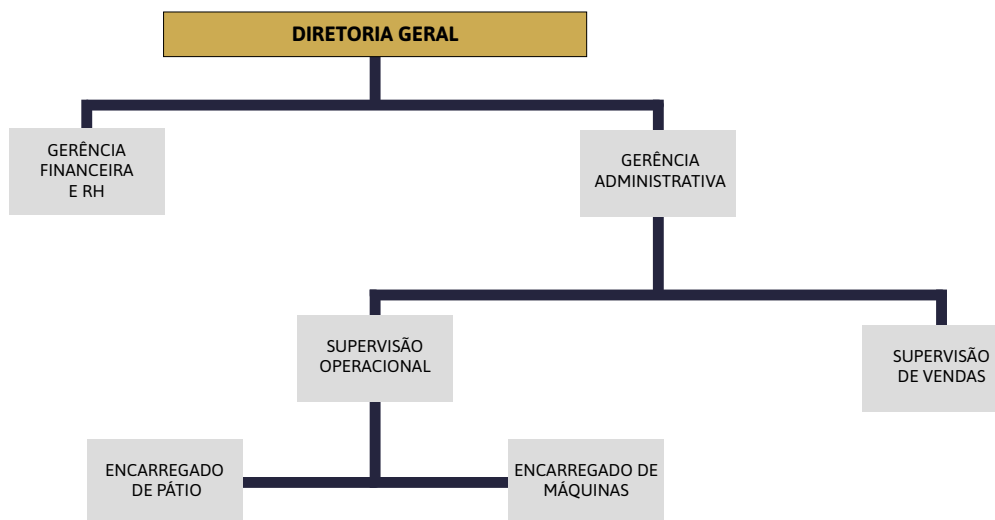 DIRETORIA GERAL
GERÊNCIA
FINANCEIRA
E RH
GERÊNCIA
ADMINISTRATIVA
SUPERVISÃO
OPERACIONAL
SUPERVISÃO
DE VENDAS
ENCARREGADO
DE PÁTIO
ENCARREGADO DE
MÁQUINAS